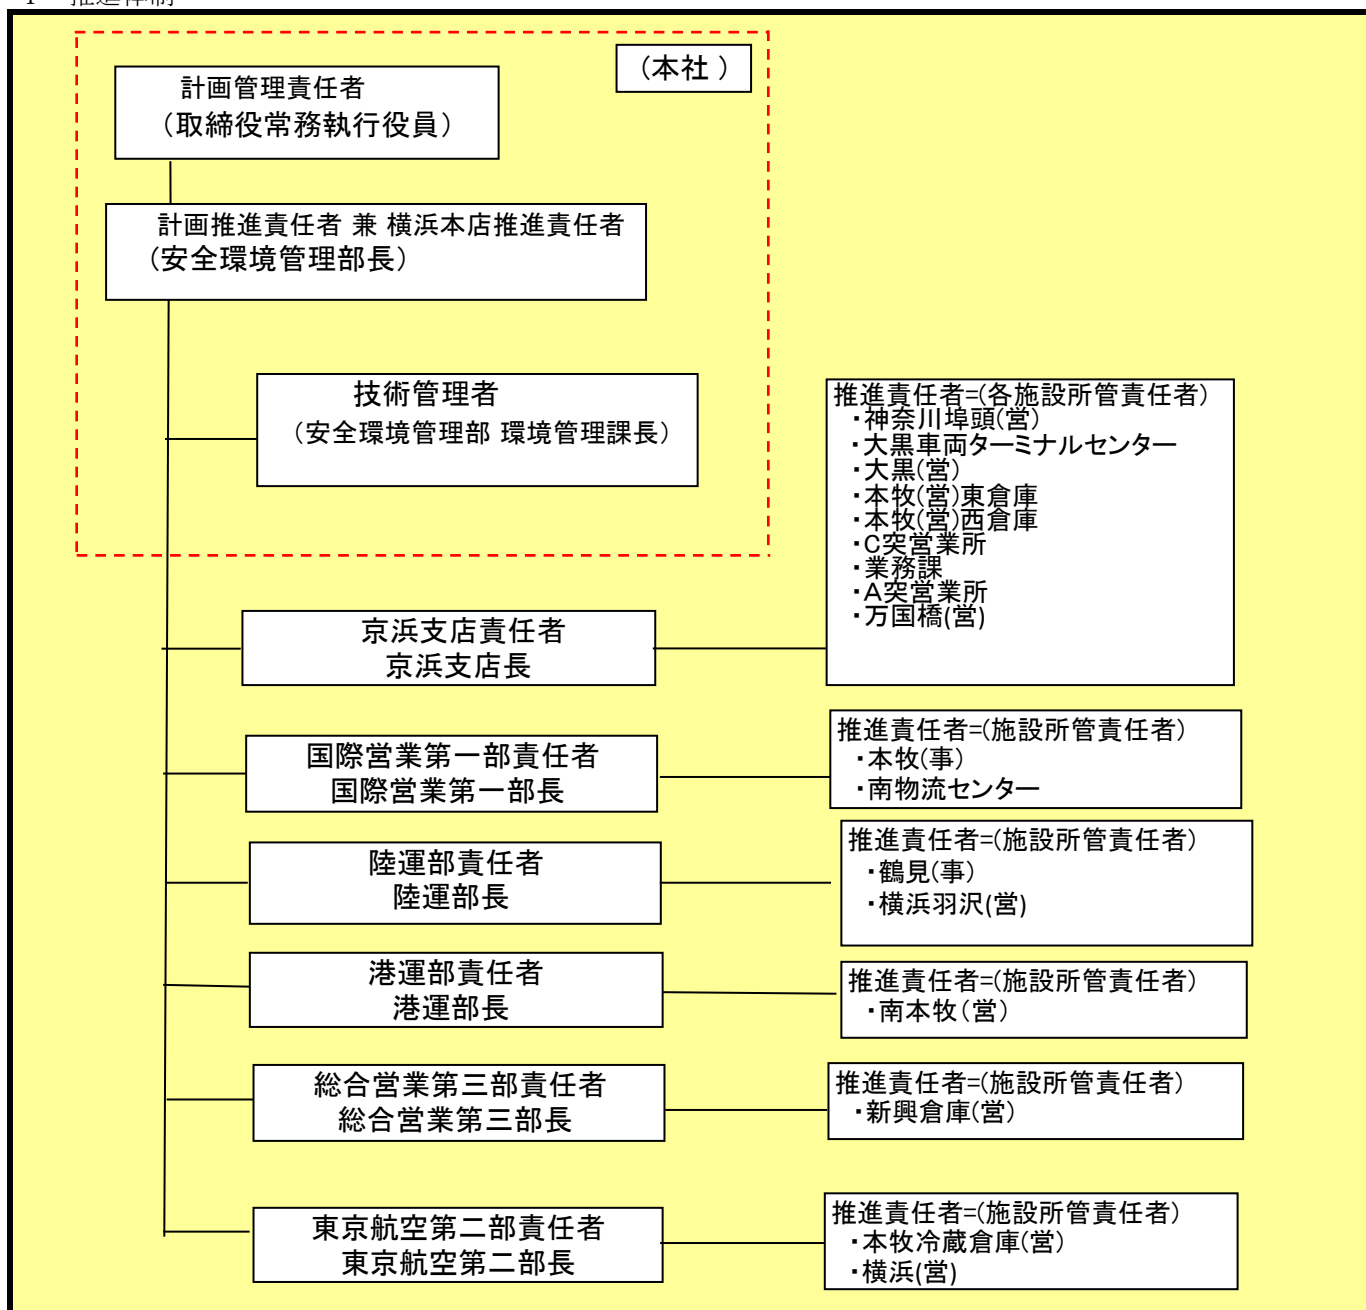 推進体制
(本社 )
計画管理責任者
（取締役常務執行役員）
計画推進責任者 兼 横浜本店推進責任者
（安全環境管理部長）
技術管理者
（安全環境管理部 環境管理課長）
推進責任者=(各施設所管責任者)
・神奈川埠頭(営)
・大黒車両ターミナルセンター
・大黒(営)
・本牧(営)東倉庫
・本牧(営)西倉庫
・C突営業所
・業務課
・A突営業所
・万国橋(営)
京浜支店責任者
京浜支店長
国際営業第一部責任者
国際営業第一部長
推進責任者=(施設所管責任者)
・本牧(事)
・南物流センター
陸運部責任者
陸運部長
推進責任者=(施設所管責任者)
・鶴見(事)
・横浜羽沢(営)
港運部責任者
港運部長
推進責任者=(施設所管責任者)
・南本牧（営）
総合営業第三部責任者
総合営業第三部長
推進責任者=(施設所管責任者)
・新興倉庫(営)
東京航空第二部責任者
東京航空第二部長
推進責任者=(施設所管責任者)
・本牧冷蔵倉庫(営)
・横浜(営)